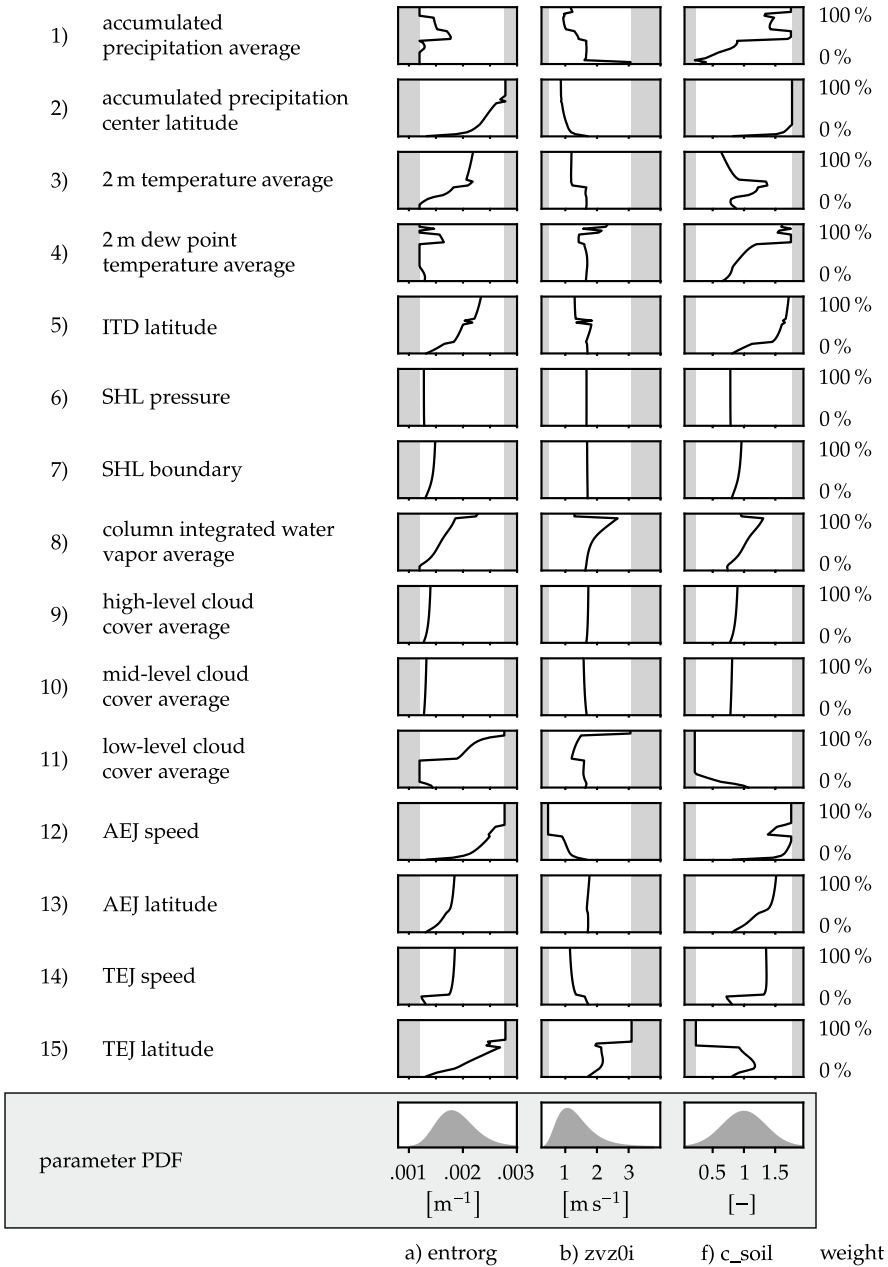 1) accumulated precipitation average 100 % 0 %
2) accumulated precipitation center latitude 100 % 0 %
3) 2 m temperature average 100 % 0 %
4) 2 m dew point temperature average 100 % 0 %
5) ITD latitude 100 % 0 %
6) SHL pressure 100 % 0 %
7) SHL boundary 100 % 0 %
8) column integrated water vapor average 100 % 0 %
9) high-level cloud cover average 100 % 0 %
10) mid-level cloud cover average 100 % 0 %
11) low-level cloud cover average 100 % 0 %
12) AEJ speed 100 % 0 %
13) AEJ latitude 100 % 0 %
14) TEJ speed 100 % 0 %
15) TEJ latitude 100 % 0 %
parameter PDF
.001 .002 .003 1 2 3 0.5 1 1.5
[m⁻¹] [m s⁻¹] [−]
a) entrorg b) zvz0i f) c_soil weight